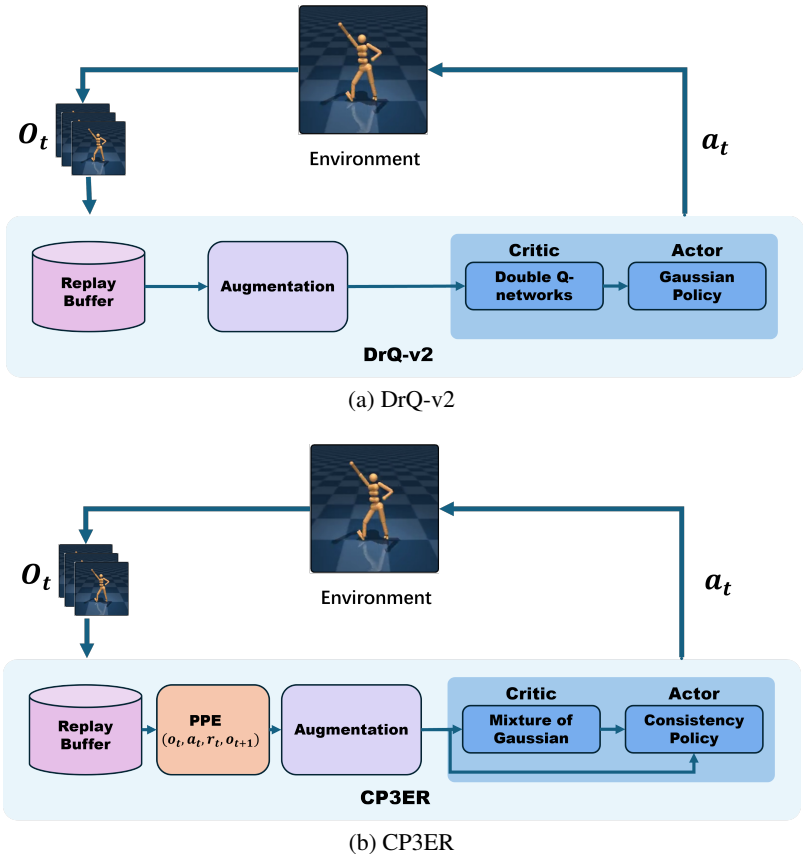 O_t
Environment
a_t
Replay
Buffer
Augmentation
Critic
Double Q-
networks
Actor
Gaussian
Policy
DrQ-v2
(a) DrQ-v2
O_t
Environment
a_t
Replay
Buffer
PPE
(o_t, a_t, r_t, o_{t+1})
Augmentation
Critic
Mixture of
Gaussian
Actor
Consistency
Policy
CP3ER
(b) CP3ER